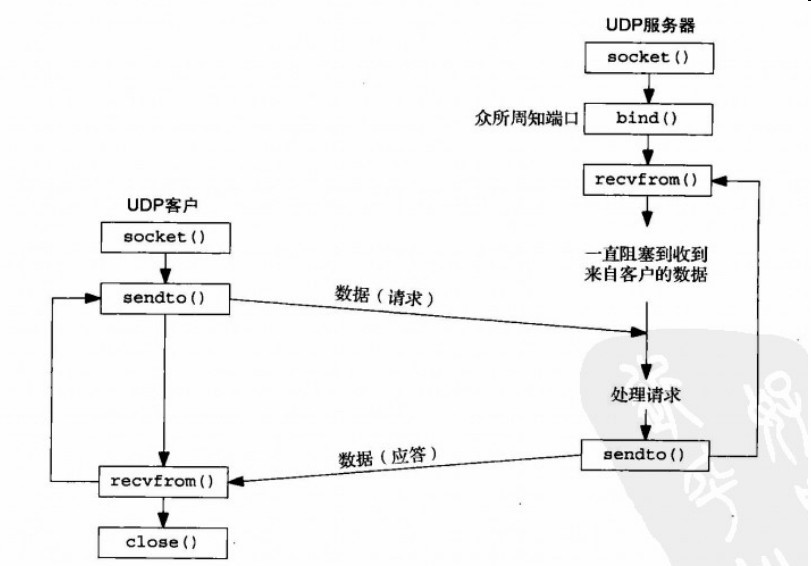 UDP服务器
socket()
众所周知端口
bind()
recvfrom()
一直阻塞到收到
来自客户的数据
UDP客户
socket()
sendto()
数据（请求）
处理请求
sendto()
数据（应答）
recvfrom()
close()